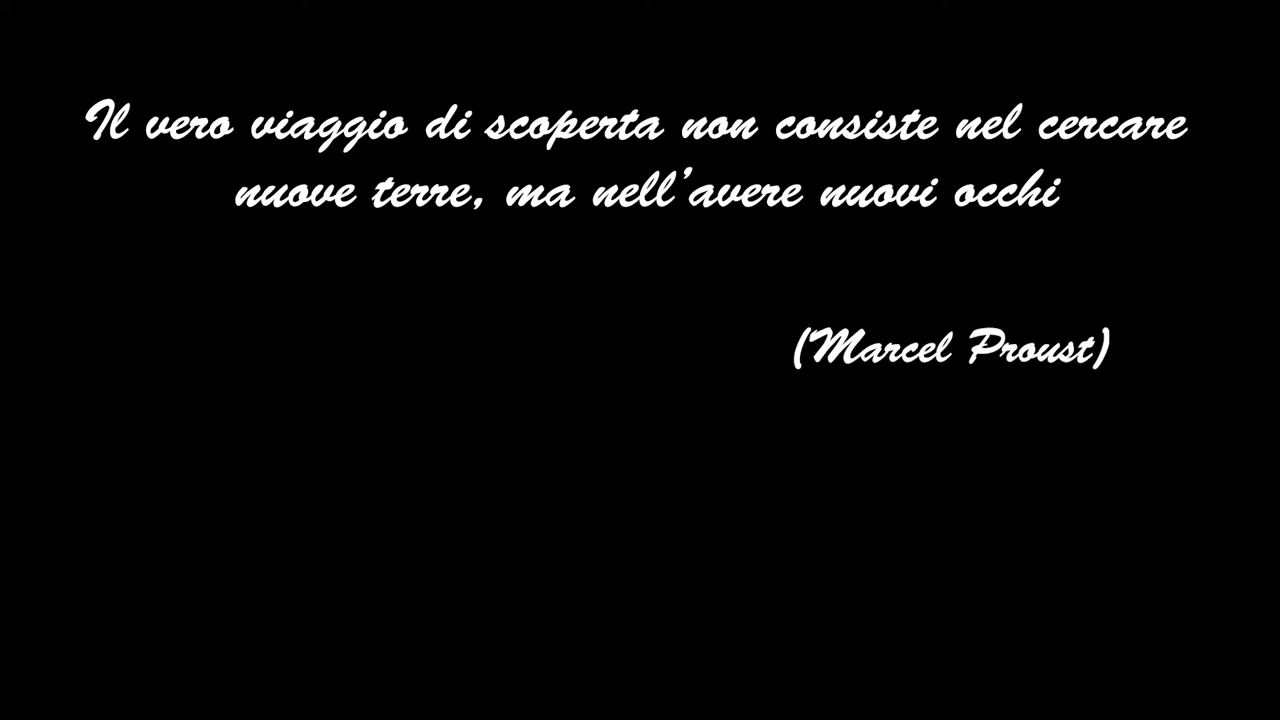 Il vero viaggio di scoperta non consiste nel cercare
nuove terre, ma nell'avere nuovi occhi
(Marcel Proust)